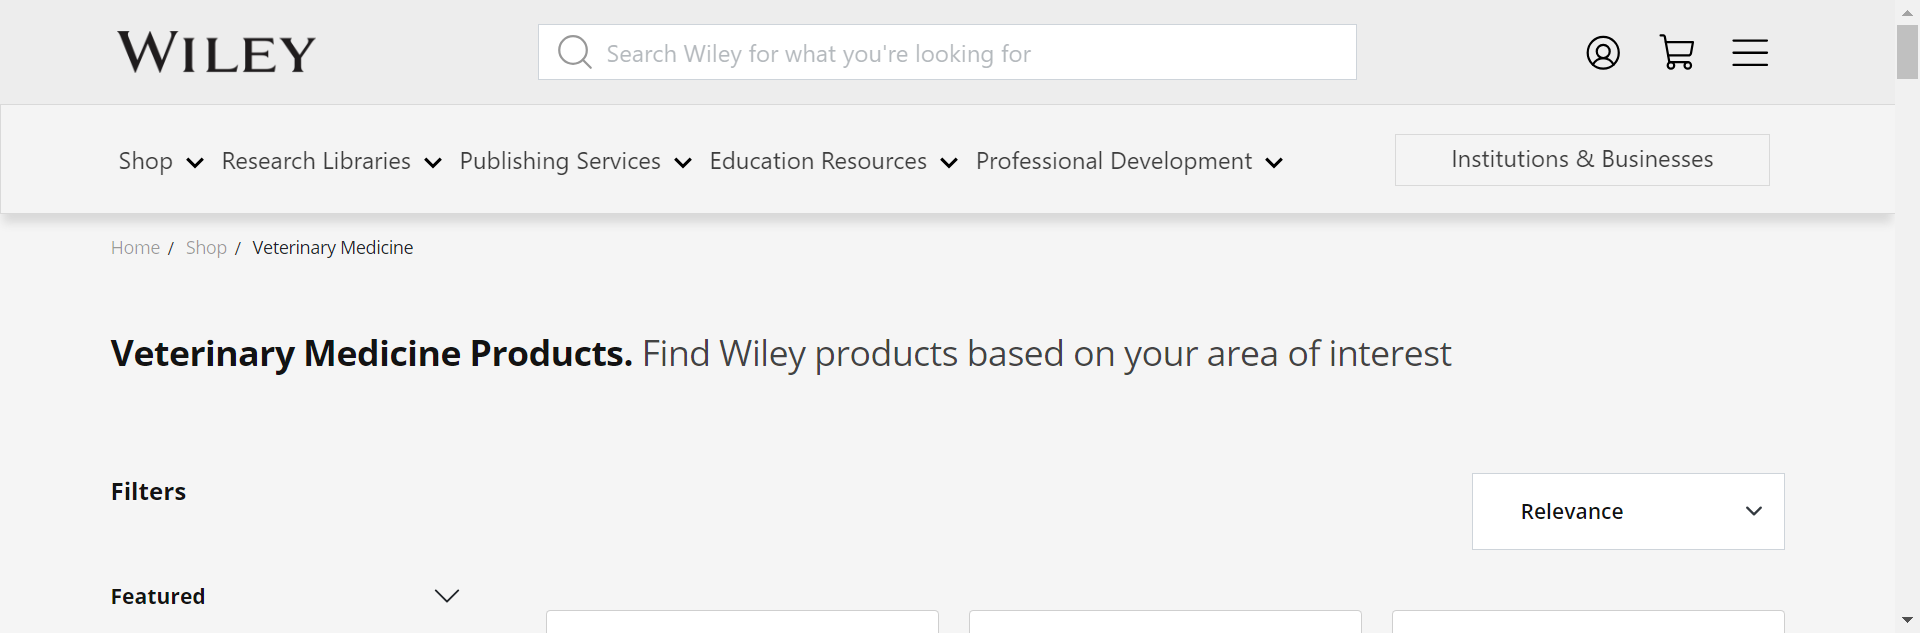 WILEY
Search Wiley for what you're looking for
Shop Research Libraries Publishing Services Education Resources Professional Development Institutions & Businesses
Home / Shop / Veterinary Medicine
Veterinary Medicine Products. Find Wiley products based on your area of interest
Filters
Relevance
Featured